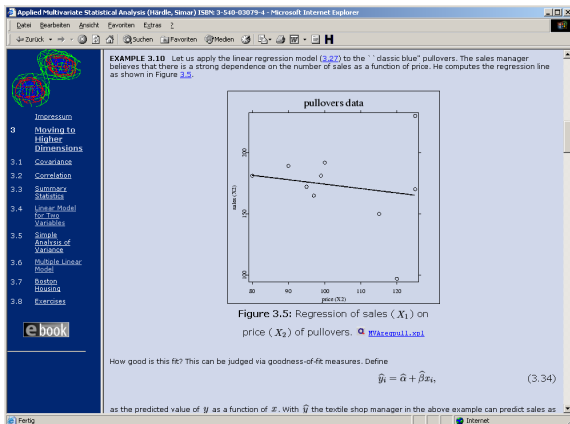 Applied Multivariate Statistical Analysis (Härdle, Simar) ISBN: 3-540-03079-4 - Microsoft Internet Explorer
Datei Bearbeiten Ansicht Favoriten Extras ?
Zurück Suchen Favoriten Medien
Impressum
3 Moving to
Higher
Dimensions
3.1 Covariance
3.2 Correlation
3.3 Summary
Statistics
3.4 Linear Model
for Two
Variables
3.5 Simple
Analysis of
Variance
3.6 Multiple Linear
Model
3.7 Boston
Housing
3.8 Exercises
e book
EXAMPLE 3.10 Let us apply the linear regression model (3.27) to the ``classic blue'' pullovers. The sales manager
believes that there is a strong dependence on the number of sales as a function of price. He computes the regression line
as shown in Figure 3.5.
pullovers data
200
150
100
sales (X2)
80 90 100 110 120
price (X2)
Figure 3.5: Regression of sales (X₁) on
price (X₂) of pullovers. MVAregpull.xpl
How good is this fit? This can be judged via goodness-of-fit measures. Define
ŷᵢ = α̂ + β̂xᵢ, (3.34)
as the predicted value of y as a function of x. With ŷ the textile shop manager in the above example can predict sales as
Fertig Internet